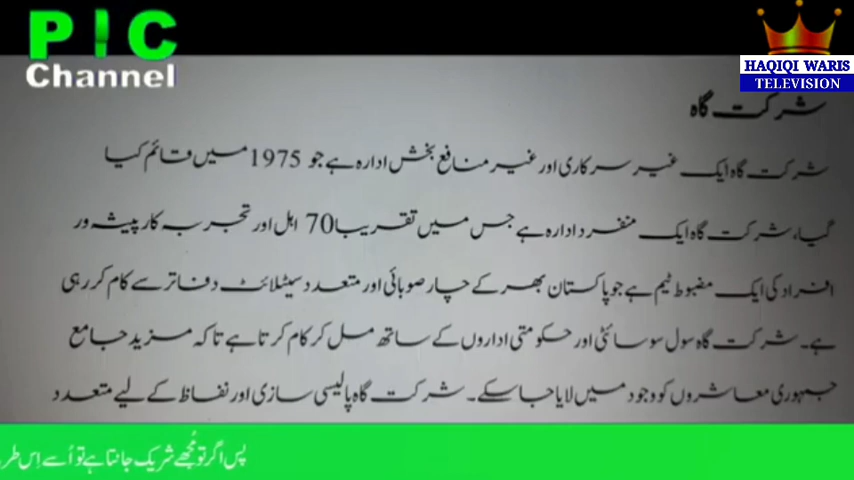 PIC
Channel
HAQIQI WARIS
TELEVISION
شرکت گاہ
شرکت گاہ ایک غیر سرکاری اور غیر منافع بخش ادارہ ہے جو 1975 میں قائم کیا
گیا، شرکت گاہ ایک منفرد ادارہ ہے جس میں تقریبا 70 اہل اور تجربہ کار پیشہ ور
افراد کی ایک مضبوط ٹیم ہے جو پاکستان بھر کے چار صوبائی اور متعدد سیٹلائٹ دفاتر سے کام کر رہی
ہے۔ شرکت گاہ سول سوسائٹی اور حکومتی اداروں کے ساتھ مل کر کام کرتا ہے تاکہ مزید جامع
جمہوری معاشروں کو وجود میں لایا جا سکے۔ شرکت گاہ پالیسی سازی اور نفاظ کے لیے متعدد
پس اگر تو مُجھے شریک جانتا ہے تو اُسے اِس طر